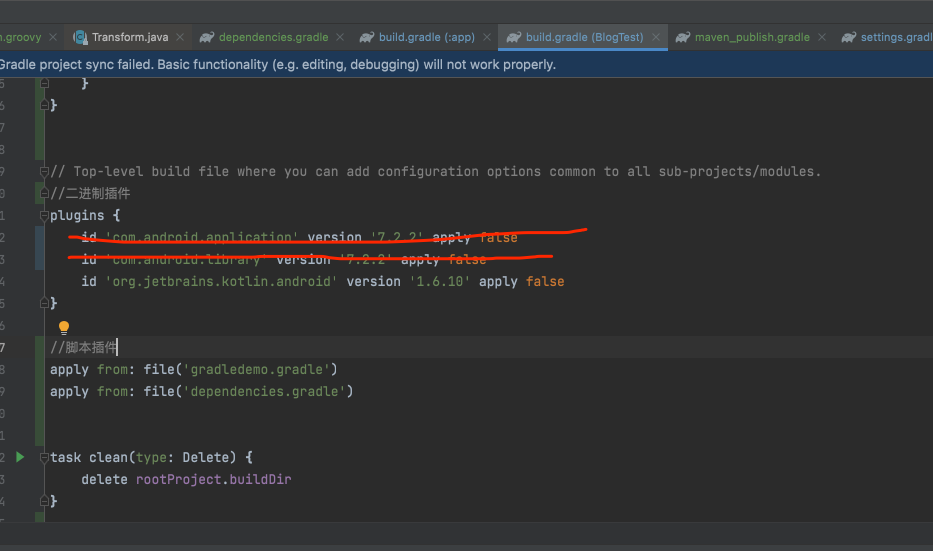 n.groovy
Transform.java
dependencies.gradle
build.gradle (:app)
build.gradle (BlogTest)
maven_publish.gradle
settings.gradl
Gradle project sync failed. Basic functionality (e.g. editing, debugging) will not work properly.
5 }
6 }
7
8
9 // Top-level build file where you can add configuration options common to all sub-projects/modules.
0 //二进制插件
1 plugins {
2 id 'com.android.application' version '7.2.2' apply false
3 id 'com.android.library' version '7.2.2' apply false
4 id 'org.jetbrains.kotlin.android' version '1.6.10' apply false
5 }
6
7 //脚本插件
8 apply from: file('gradledemo.gradle')
9 apply from: file('dependencies.gradle')
0
1
2 task clean(type: Delete) {
3 delete rootProject.buildDir
4 }